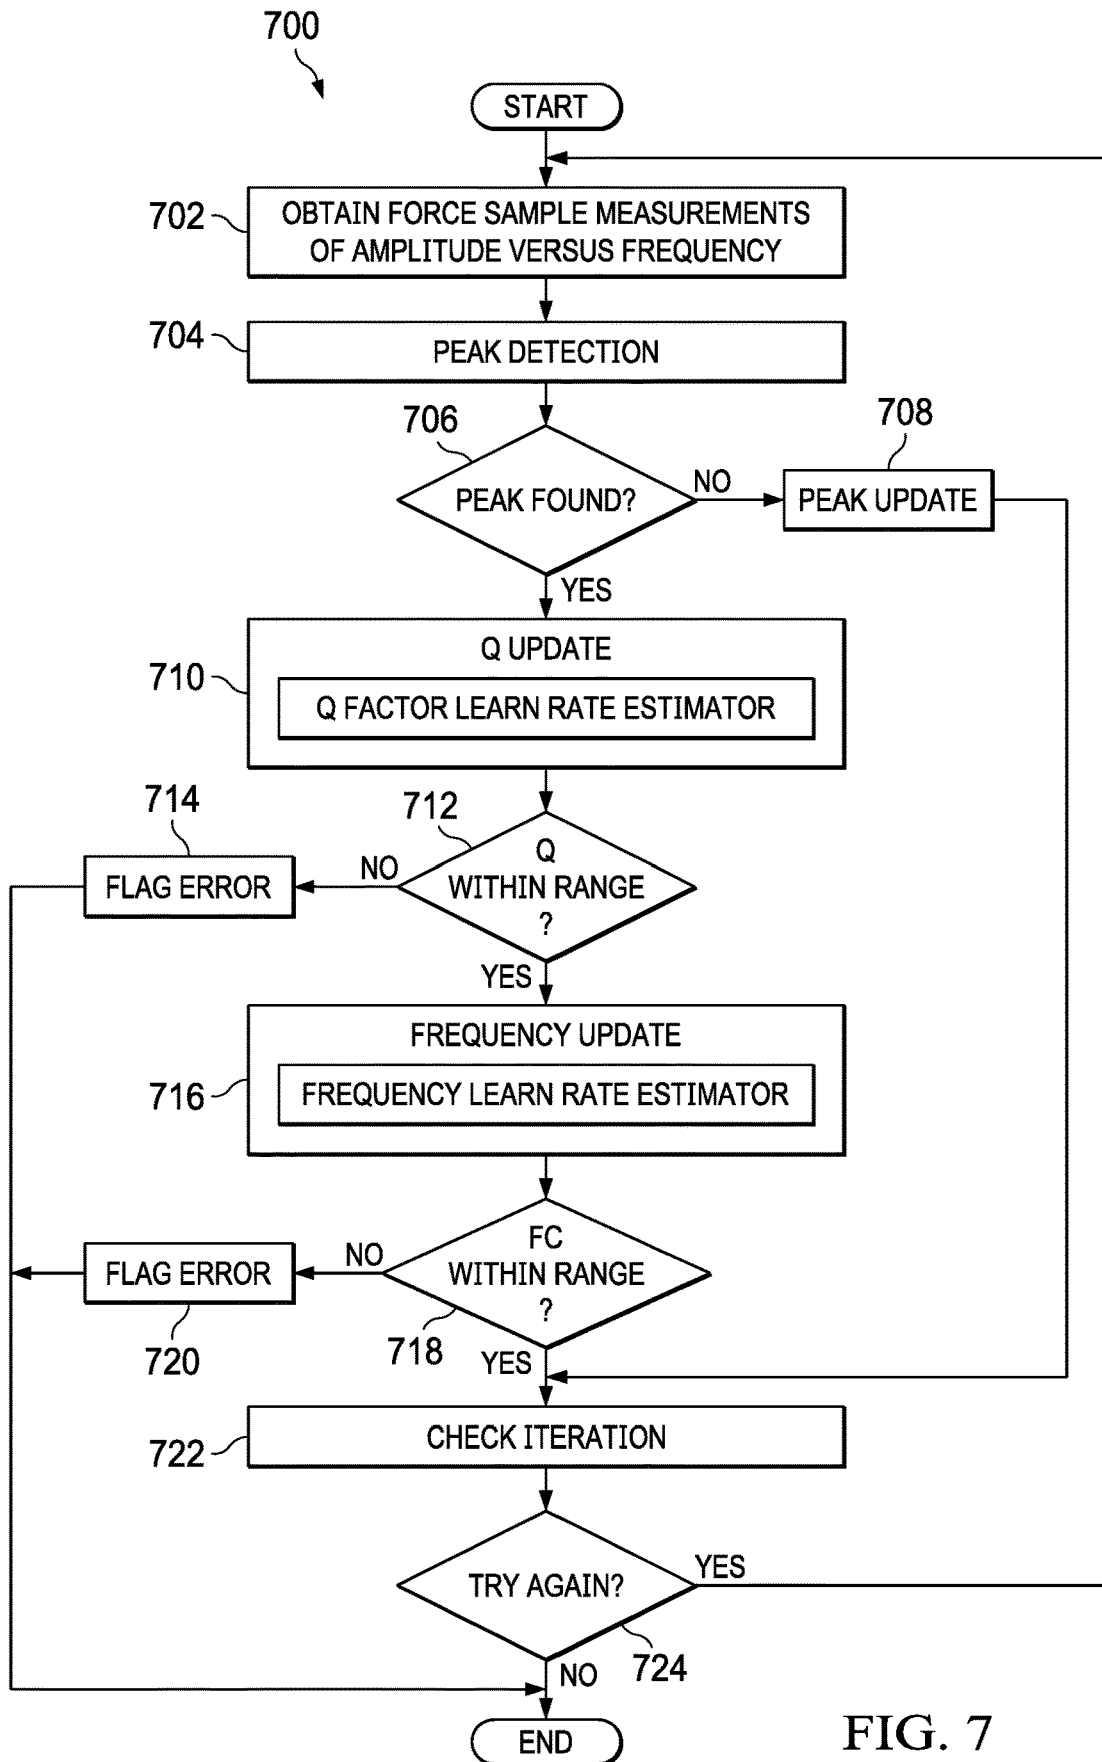 700
START
702
OBTAIN FORCE SAMPLE MEASUREMENTS
OF AMPLITUDE VERSUS FREQUENCY
704
PEAK DETECTION
706
708
PEAK FOUND?
NO
PEAK UPDATE
YES
Q UPDATE
710
Q FACTOR LEARN RATE ESTIMATOR
714
712
Q
WITHIN RANGE
?
NO
FLAG ERROR
YES
FREQUENCY UPDATE
716
FREQUENCY LEARN RATE ESTIMATOR
FC
WITHIN RANGE
?
NO
FLAG ERROR
720
718
YES
722
CHECK ITERATION
TRY AGAIN?
YES
724
NO
END
FIG. 7